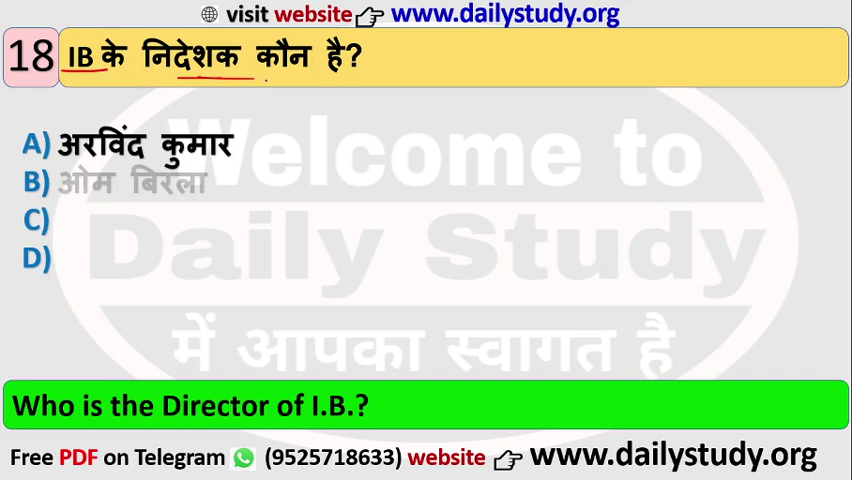 visit website www.dailystudy.org
18 IB के निदेशक कौन है?
A) अरविंद कुमार
B) ओम बिरला
C)
D)
Welcome to
Daily Study
में आपका स्वागत है
Who is the Director of I.B.?
Free PDF on Telegram (9525718633) website www.dailystudy.org